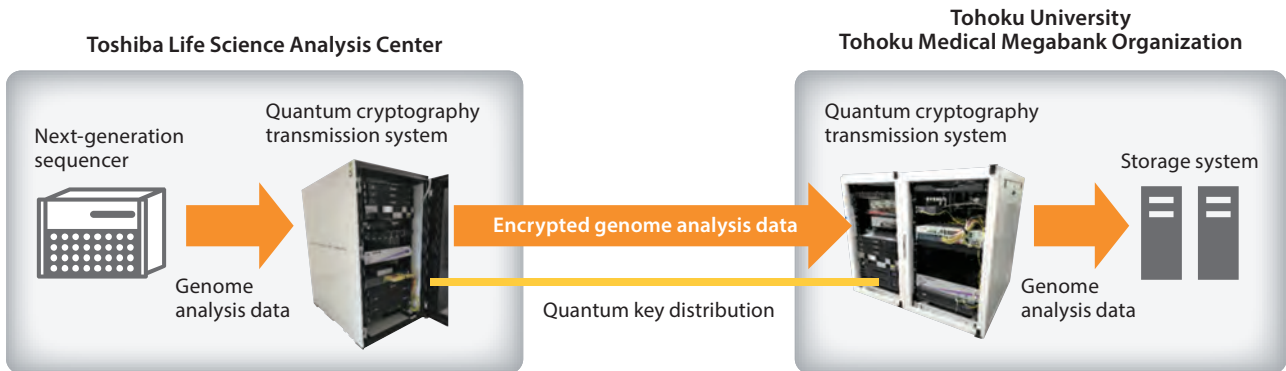 Toshiba Life Science Analysis Center
Next-generation
sequencer
Genome
analysis data
Quantum cryptography
transmission system
Encrypted genome analysis data
Quantum key distribution
Tohoku University
Tohoku Medical Megabank Organization
Quantum cryptography
transmission system
Genome
analysis data
Storage system